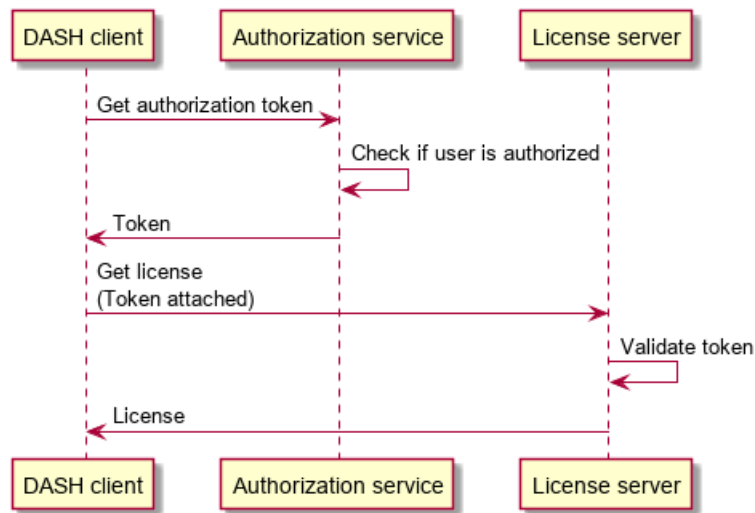 DASH client
Authorization service
License server
Get authorization token
Check if user is authorized
Token
Get license
(Token attached)
Validate token
License
DASH client
Authorization service
License server